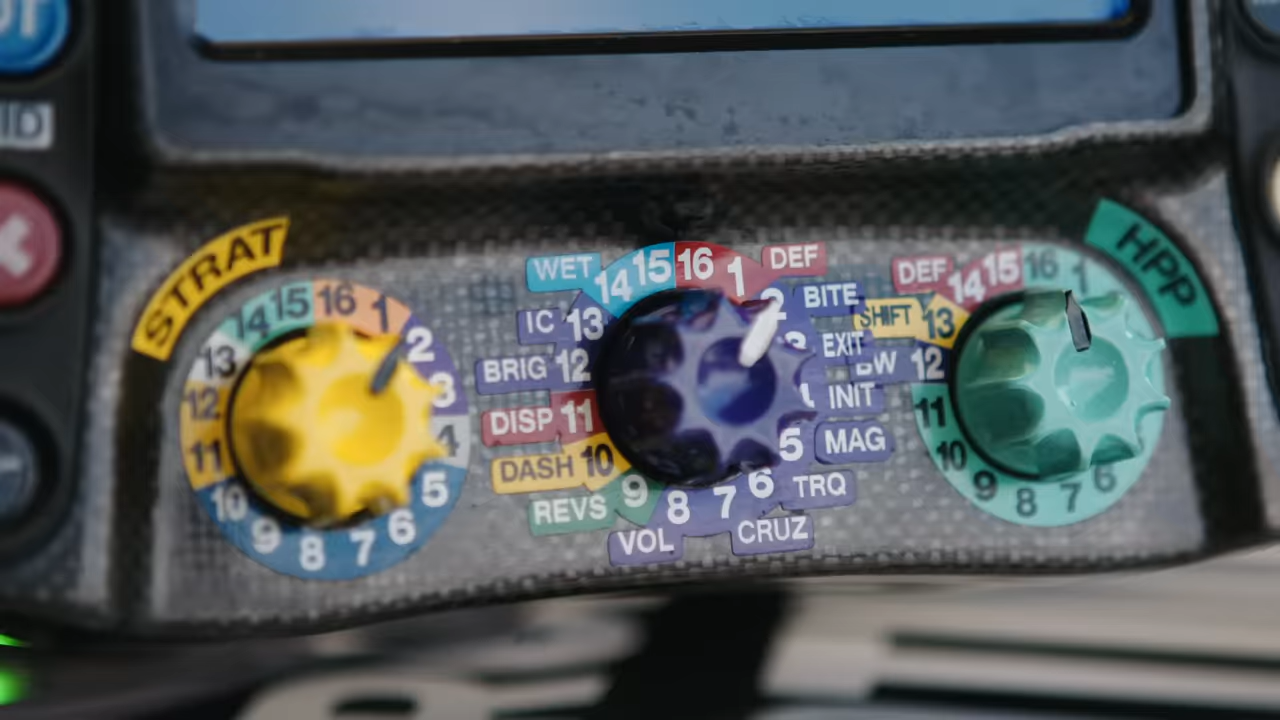 ID
STRAT
1
2
3
4
5
6
7
8
9
10
11
12
13
14
15
16
DEF
1
2
BITE
EXIT
INIT
5 MAG
6 TRQ
7 CRUZ
8 VOL
9 REVS
DASH 10
DISP 11
BRIG 12
IC 13
WET 14
15
16
HPP
1
6
7
8
9
10
11
BW 12
SHIFT 13
DEF 14
15
16